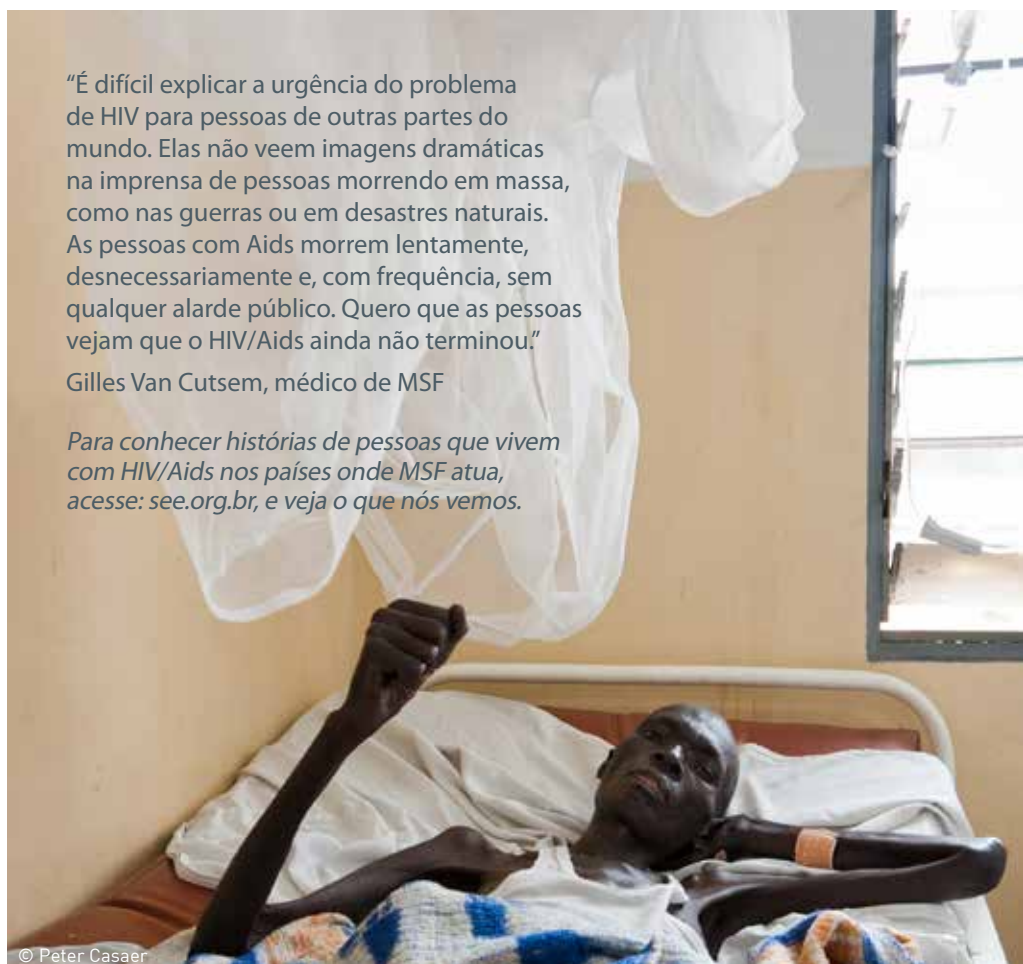 “É difícil explicar a urgência do problema
de HIV para pessoas de outras partes do
mundo. Elas não veem imagens dramáticas
na imprensa de pessoas morrendo em massa,
como nas guerras ou em desastres naturais.
As pessoas com Aids morrem lentamente,
desnecessariamente e, com frequência, sem
qualquer alarde público. Quero que as pessoas
vejam que o HIV/Aids ainda não terminou.”
Gilles Van Cutsem, médico de MSF
Para conhecer histórias de pessoas que vivem
com HIV/Aids nos países onde MSF atua,
acesse: see.org.br, e veja o que nós vemos.
© Peter Casaer